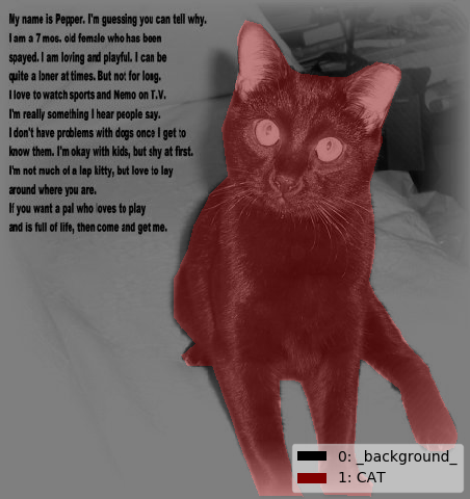 My name is Pepper. I'm guessing you can tell why.
I am a 7 mos. old female who has been
spayed. I am loving and playful. I can be
quite a loner at times. But not for long.
I love to watch sports and Nemo on T.V.
I'm really something I hear people say.
I don't have problems with dogs once I get to
know them. I'm okay with kids, but shy at first.
I'm not much of a lap kitty, but love to lay
around where you are.
If you want a pal who loves to play
and is full of life, then come and get me.
0: _background_
1: CAT